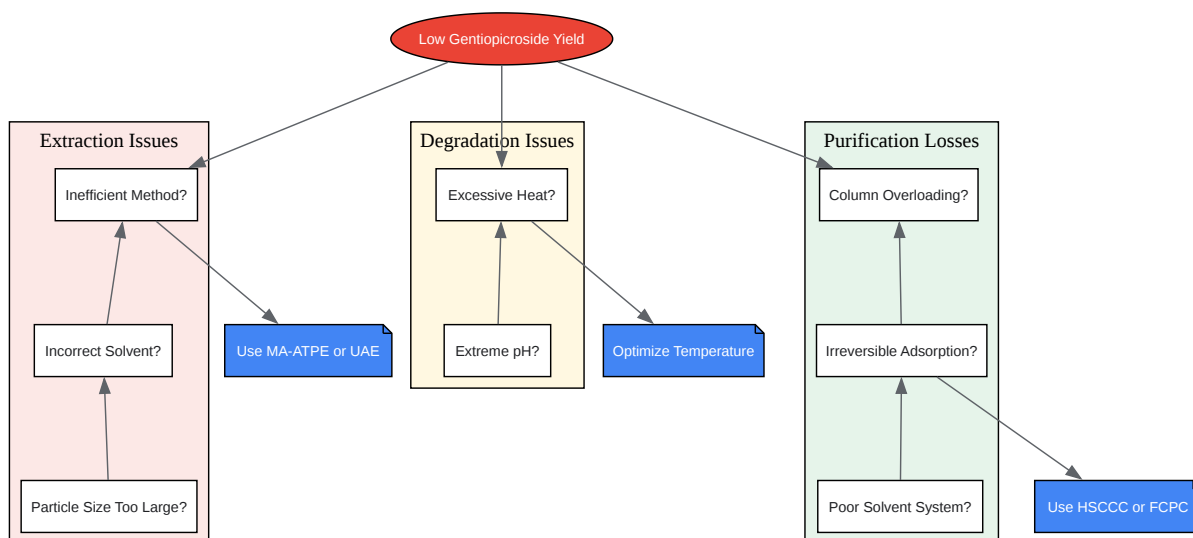 Low Gentiopicroside Yield
Extraction Issues
Degradation Issues
Purification Losses
Inefficient Method?
Excessive Heat?
Column Overloading?
Incorrect Solvent?
Use MA-ATPE or UAE
Extreme pH?
Optimize Temperature
Irreversible Adsorption?
Particle Size Too Large?
Poor Solvent System?
Use HSCCC or FCPC